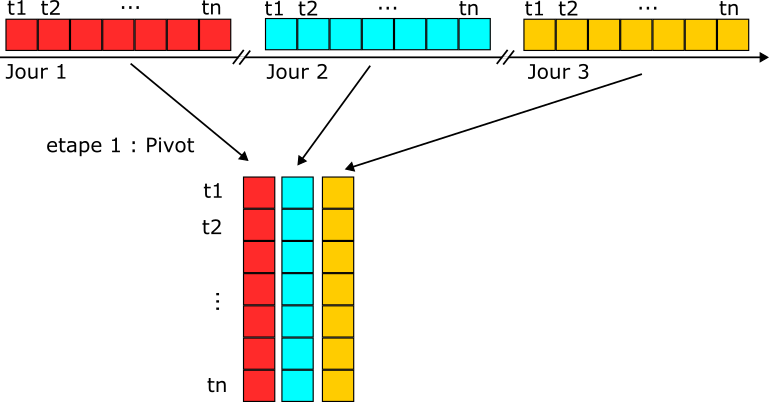 t1 t2 ... tn t1 t2 ... tn t1 t2 ... tn
Jour 1 Jour 2 Jour 3
etape 1 : Pivot
t1
t2
...
tn